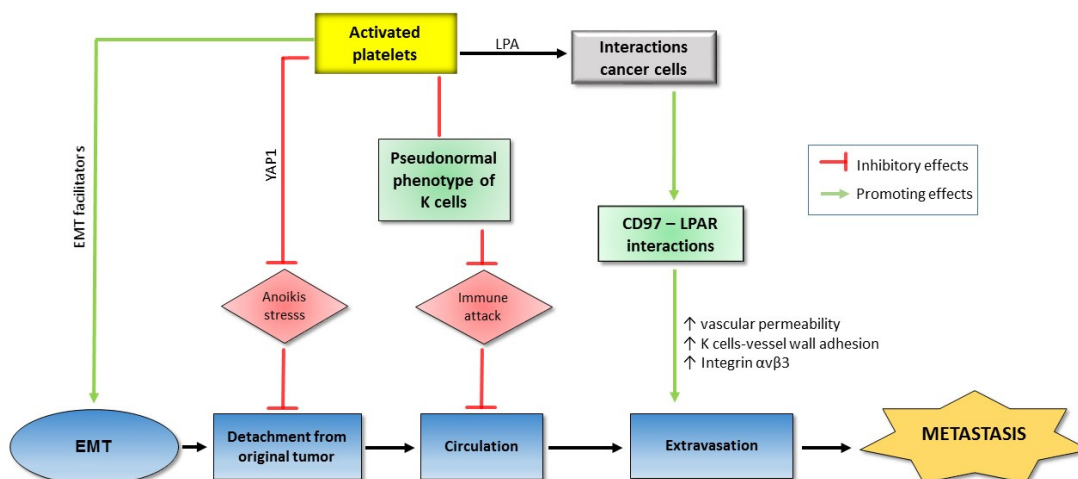 Activated
platelets
LPA
Interactions
cancer cells
EMT facilitators
YAP1
Pseudonormal
phenotype of
K cells
Inhibitory effects
Promoting effects
CD97 – LPAR
interactions
Anoikis
stresss
Immune
attack
↑ vascular permeability
↑ K cells-vessel wall adhesion
↑ Integrin αvβ3
EMT
Detachment from
original tumor
Circulation
Extravasation
METASTASIS